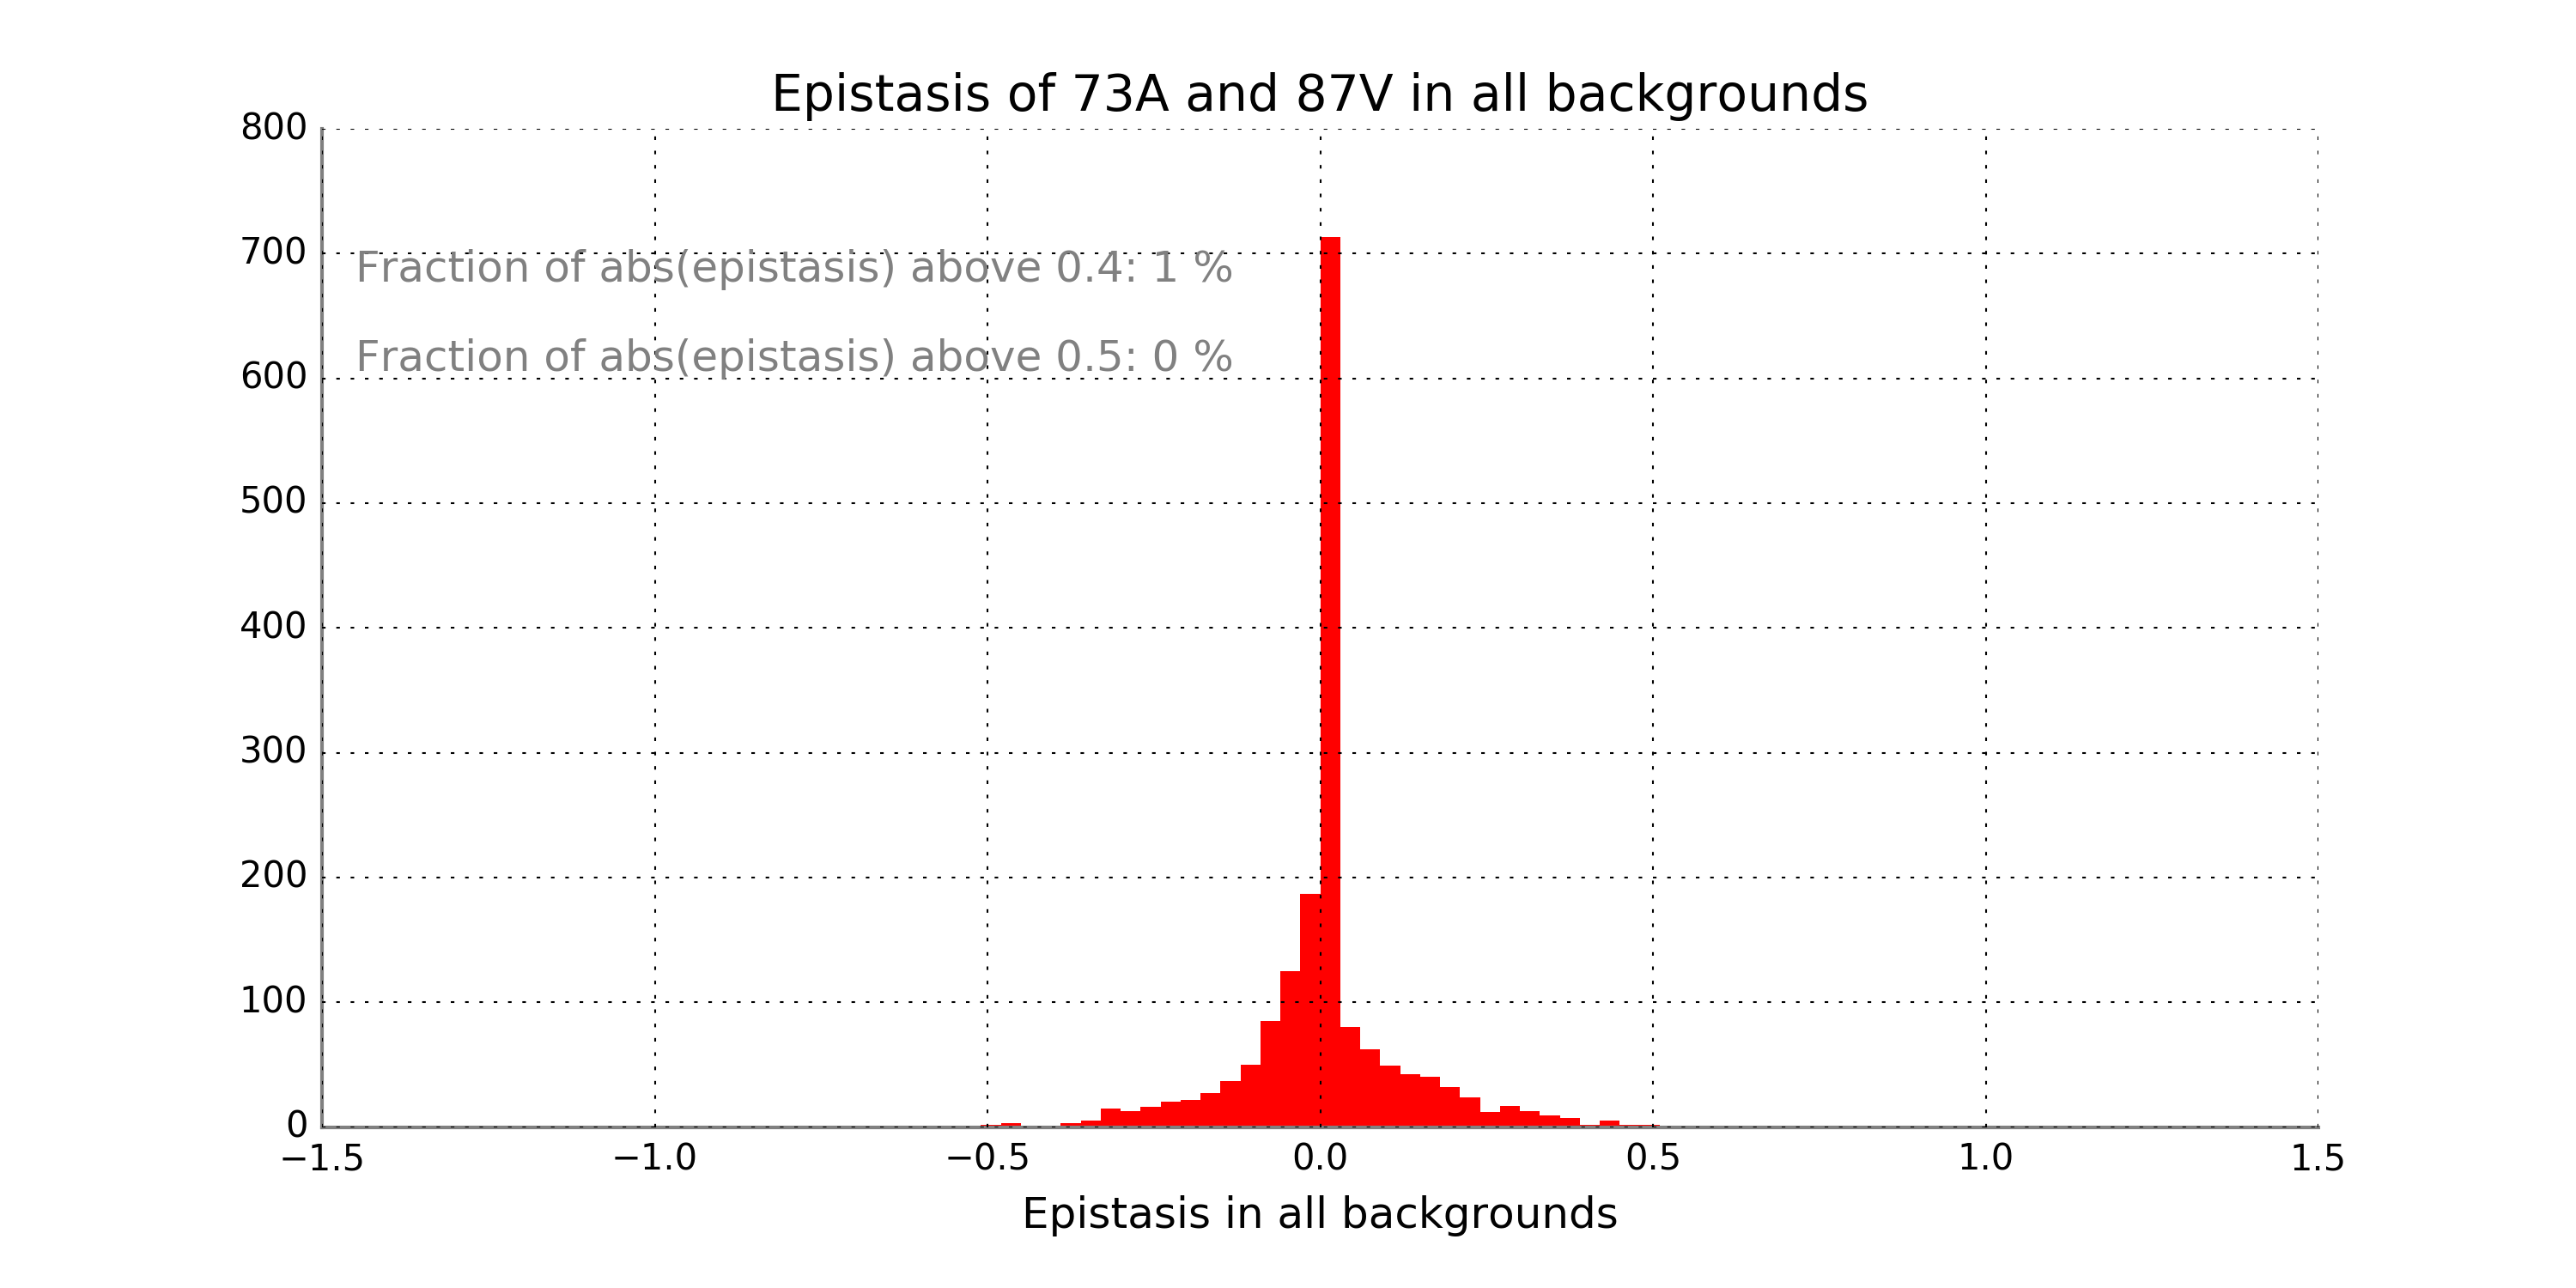 Epistasis of 73A and 87V in all backgrounds
800
700
Fraction of abs(epistasis) above 0.4: 1 %
Fraction of abs(epistasis) above 0.5: 0 %
600
500
400
300
200
100
0
−1.5 −1.0 −0.5 0.0 0.5 1.0 1.5
Epistasis in all backgrounds